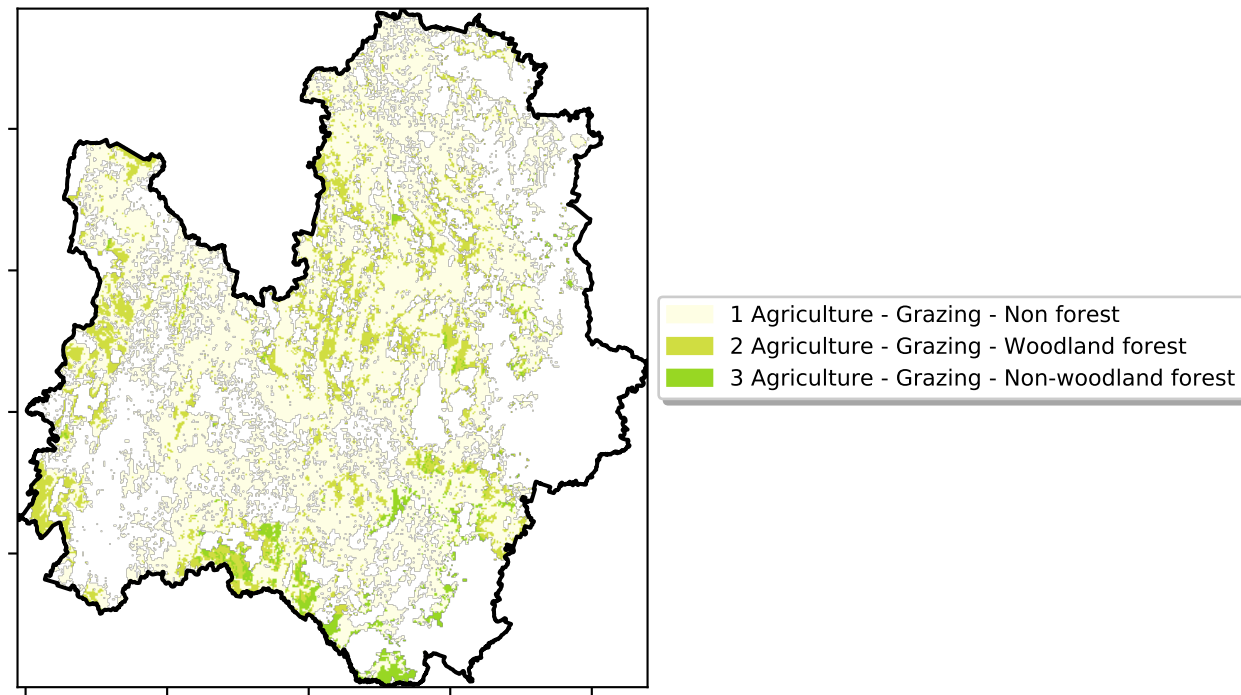 1 Agriculture - Grazing - Non forest
2 Agriculture - Grazing - Woodland forest
3 Agriculture - Grazing - Non-woodland forest